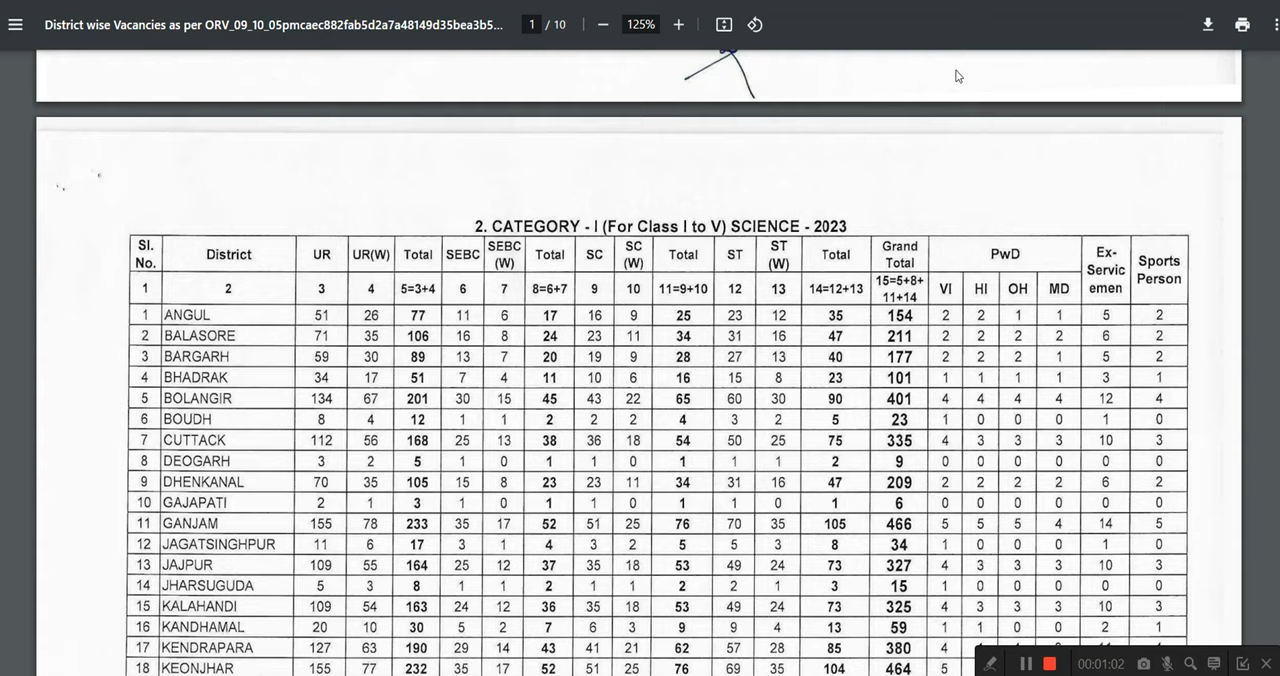 District wise Vacancies as per ORV_09_10_05pmcaec882fab5d2a7a48149d35bea3b5... 1 / 10 125%
2. CATEGORY - I (For Class I to V) SCIENCE - 2023
Sl. No. District UR UR(W) Total SEBC SEBC (W) Total SC SC (W) Total ST ST (W) Total Grand Total PwD Ex-Servic emen Sports Person
1 2 3 4 5=3+4 6 7 8=6+7 9 10 11=9+10 12 13 14=12+13 15=5+8+11+14 VI HI OH MD
1 ANGUL 51 26 77 11 6 17 16 9 25 23 12 35 154 2 2 1 1 5 2
2 BALASORE 71 35 106 16 8 24 23 11 34 31 16 47 211 2 2 2 2 6 2
3 BARGARH 59 30 89 13 7 20 19 9 28 27 13 40 177 2 2 2 1 5 2
4 BHADRAK 34 17 51 7 4 11 10 6 16 15 8 23 101 1 1 1 1 3 1
5 BOLANGIR 134 67 201 30 15 45 43 22 65 60 30 90 401 4 4 4 4 12 4
6 BOUDH 8 4 12 1 1 2 2 2 4 3 2 5 23 1 0 0 0 1 0
7 CUTTACK 112 56 168 25 13 38 36 18 54 50 25 75 335 4 3 3 3 10 3
8 DEOGARH 3 2 5 1 0 1 1 0 1 1 1 2 9 0 0 0 0 0 0
9 DHENKANAL 70 35 105 15 8 23 23 11 34 31 16 47 209 2 2 2 2 6 2
10 GAJAPATI 2 1 3 1 0 1 1 0 1 1 0 1 6 0 0 0 0 0 0
11 GANJAM 155 78 233 35 17 52 51 25 76 70 35 105 466 5 5 5 4 14 5
12 JAGATSINGHPUR 11 6 17 3 1 4 3 2 5 5 3 8 34 1 0 0 0 1 0
13 JAJPUR 109 55 164 25 12 37 35 18 53 49 24 73 327 4 3 3 3 10 3
14 JHARSUGUDA 5 3 8 1 1 2 1 1 2 2 1 3 15 1 0 0 0 0 0
15 KALAHANDI 109 54 163 24 12 36 35 18 53 49 24 73 325 4 3 3 3 10 3
16 KANDHAMAL 20 10 30 5 2 7 6 3 9 9 4 13 59 1 1 0 0 2 1
17 KENDRAPARA 127 63 190 29 14 43 41 21 62 57 28 85 380 4
18 KEONJHAR 155 77 232 35 17 52 51 25 76 69 35 104 464 5
00:01:02